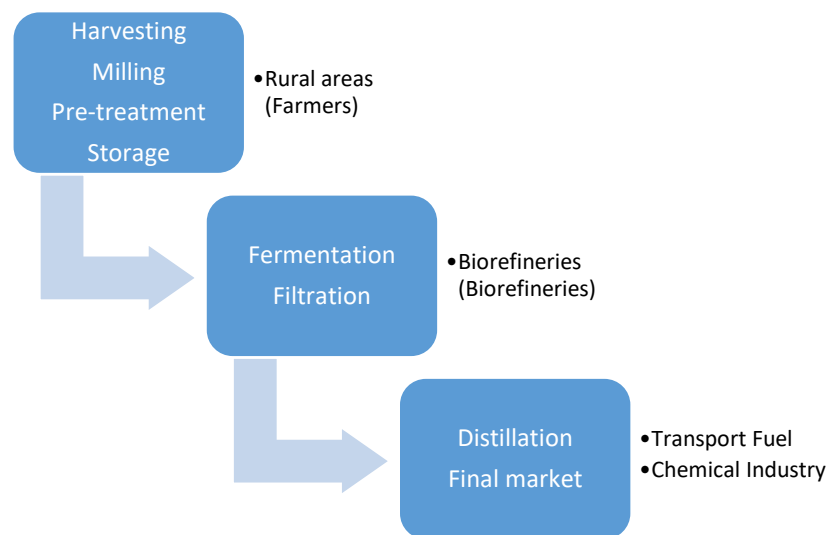 Harvesting
Milling
Pre-treatment
Storage
•Rural areas
(Farmers)
Fermentation
Filtration
•Biorefineries
(Biorefineries)
Distillation
Final market
•Transport Fuel
•Chemical Industry